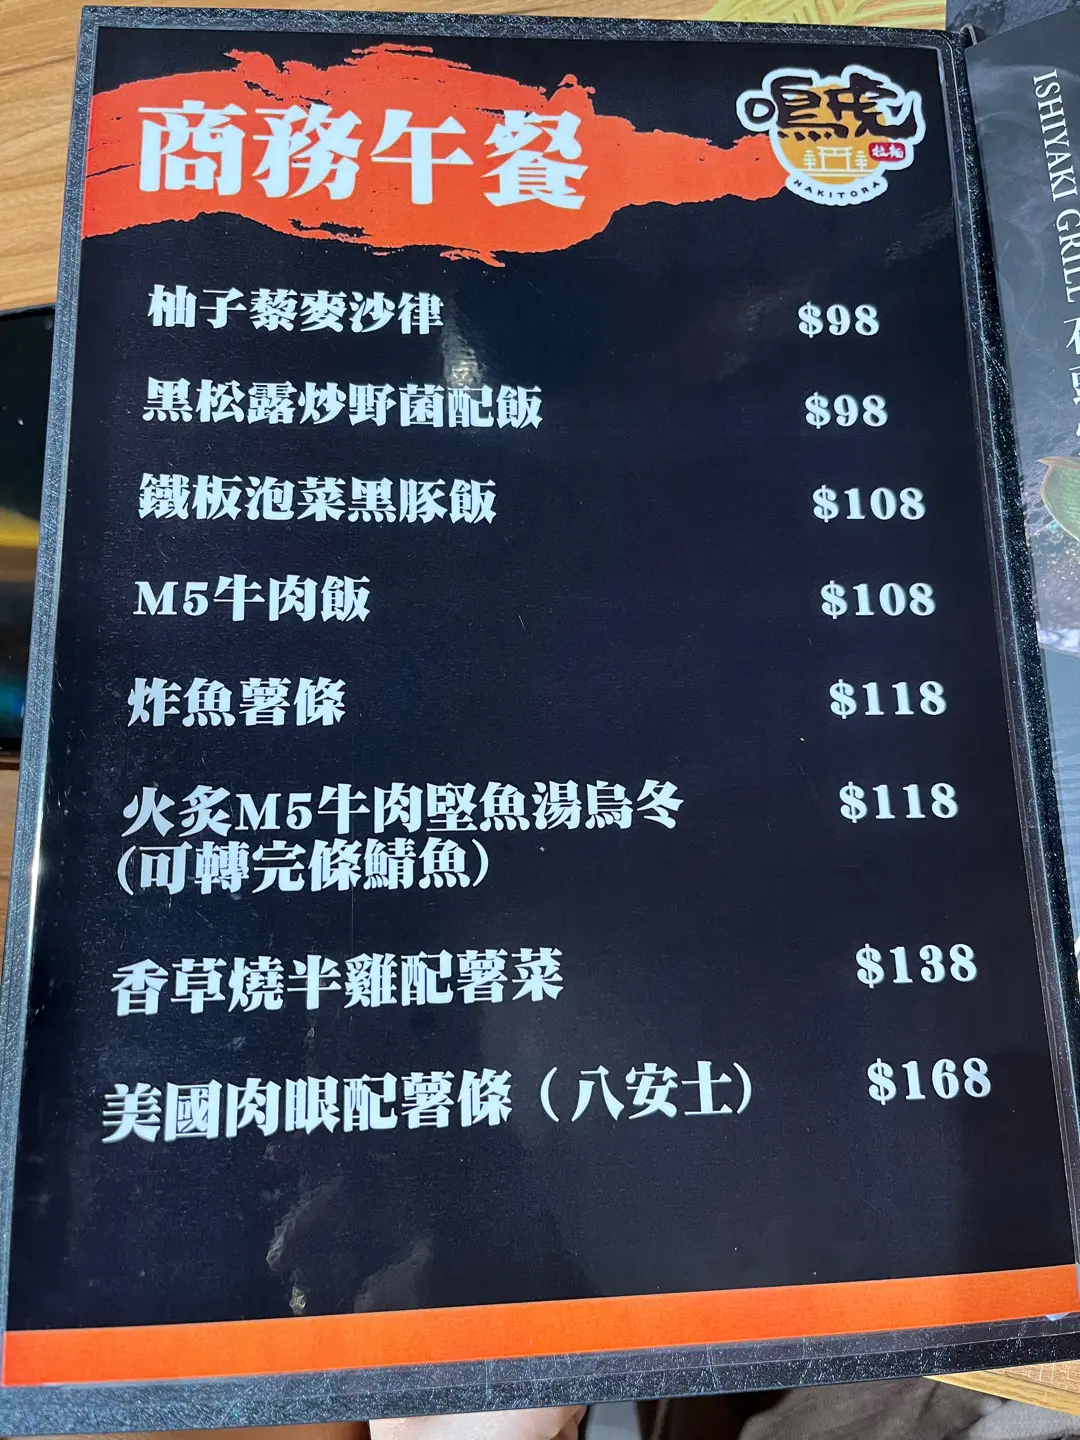 商務午餐
鳴虎
拉麵
NAKITORA
柚子藜麥沙律 $98
黑松露炒野菌配飯 $98
鐵板泡菜黑豚飯 $108
M5牛肉飯 $108
炸魚薯條 $118
火炙M5牛肉堅魚湯烏冬 $118
(可轉完條鯖魚)
香草燒半雞配薯菜 $138
美國肉眼配薯條（八安士） $168
ISHIYAKI GRILL